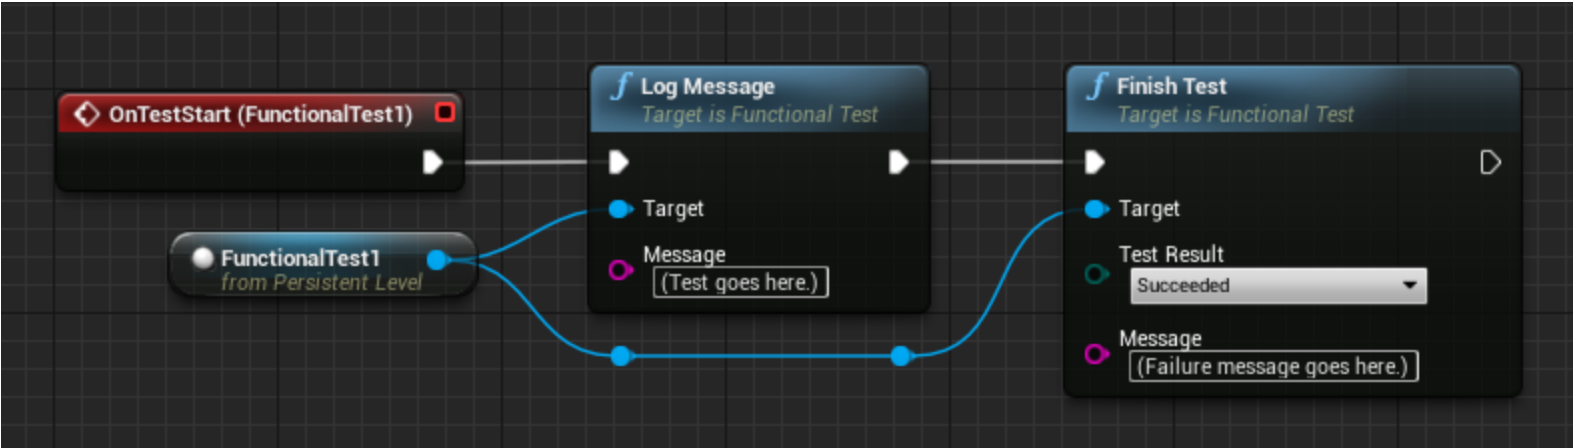 OnTestStart (FunctionalTest1)
FunctionalTest1
from Persistent Level
f Log Message
Target is Functional Test
Target
Message
(Test goes here.)
f Finish Test
Target is Functional Test
Target
Test Result
Succeeded
Message
(Failure message goes here.)